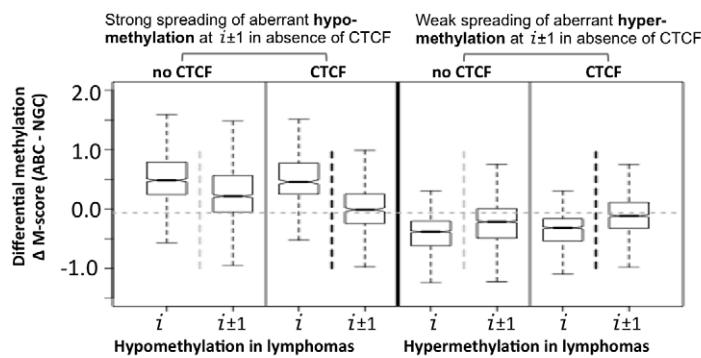 Strong spreading of aberrant hypo-
methylation at i±1 in absence of CTCF
Weak spreading of aberrant hyper-
methylation at i±1 in absence of CTCF
no CTCF
CTCF
no CTCF
CTCF
Differential methylation
Δ M-score (ABC - NGC)
2.0
1.0
0.0
-1.0
i
i±1
i
i±1
i
i±1
i
i±1
Hypomethylation in lymphomas
Hypermethylation in lymphomas